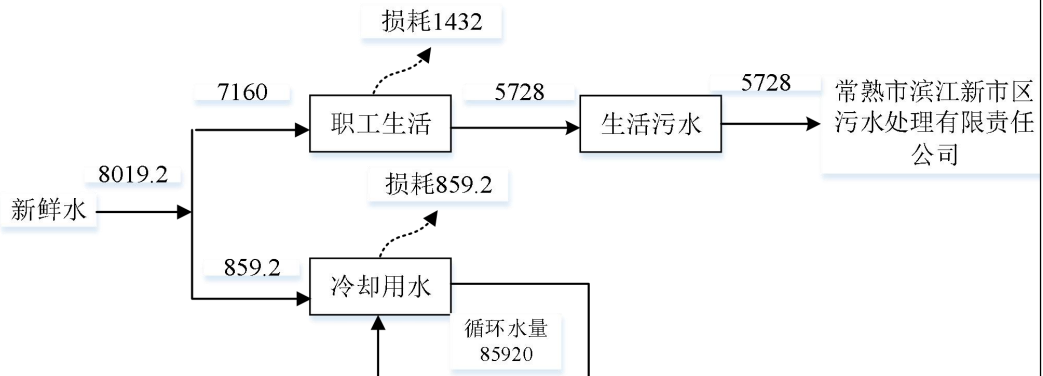 损耗1432
7160
职工生活
5728
生活污水
5728
常熟市滨江新市区
污水处理有限责任
公司
新鲜水
8019.2
损耗859.2
859.2
冷却用水
循环水量
85920